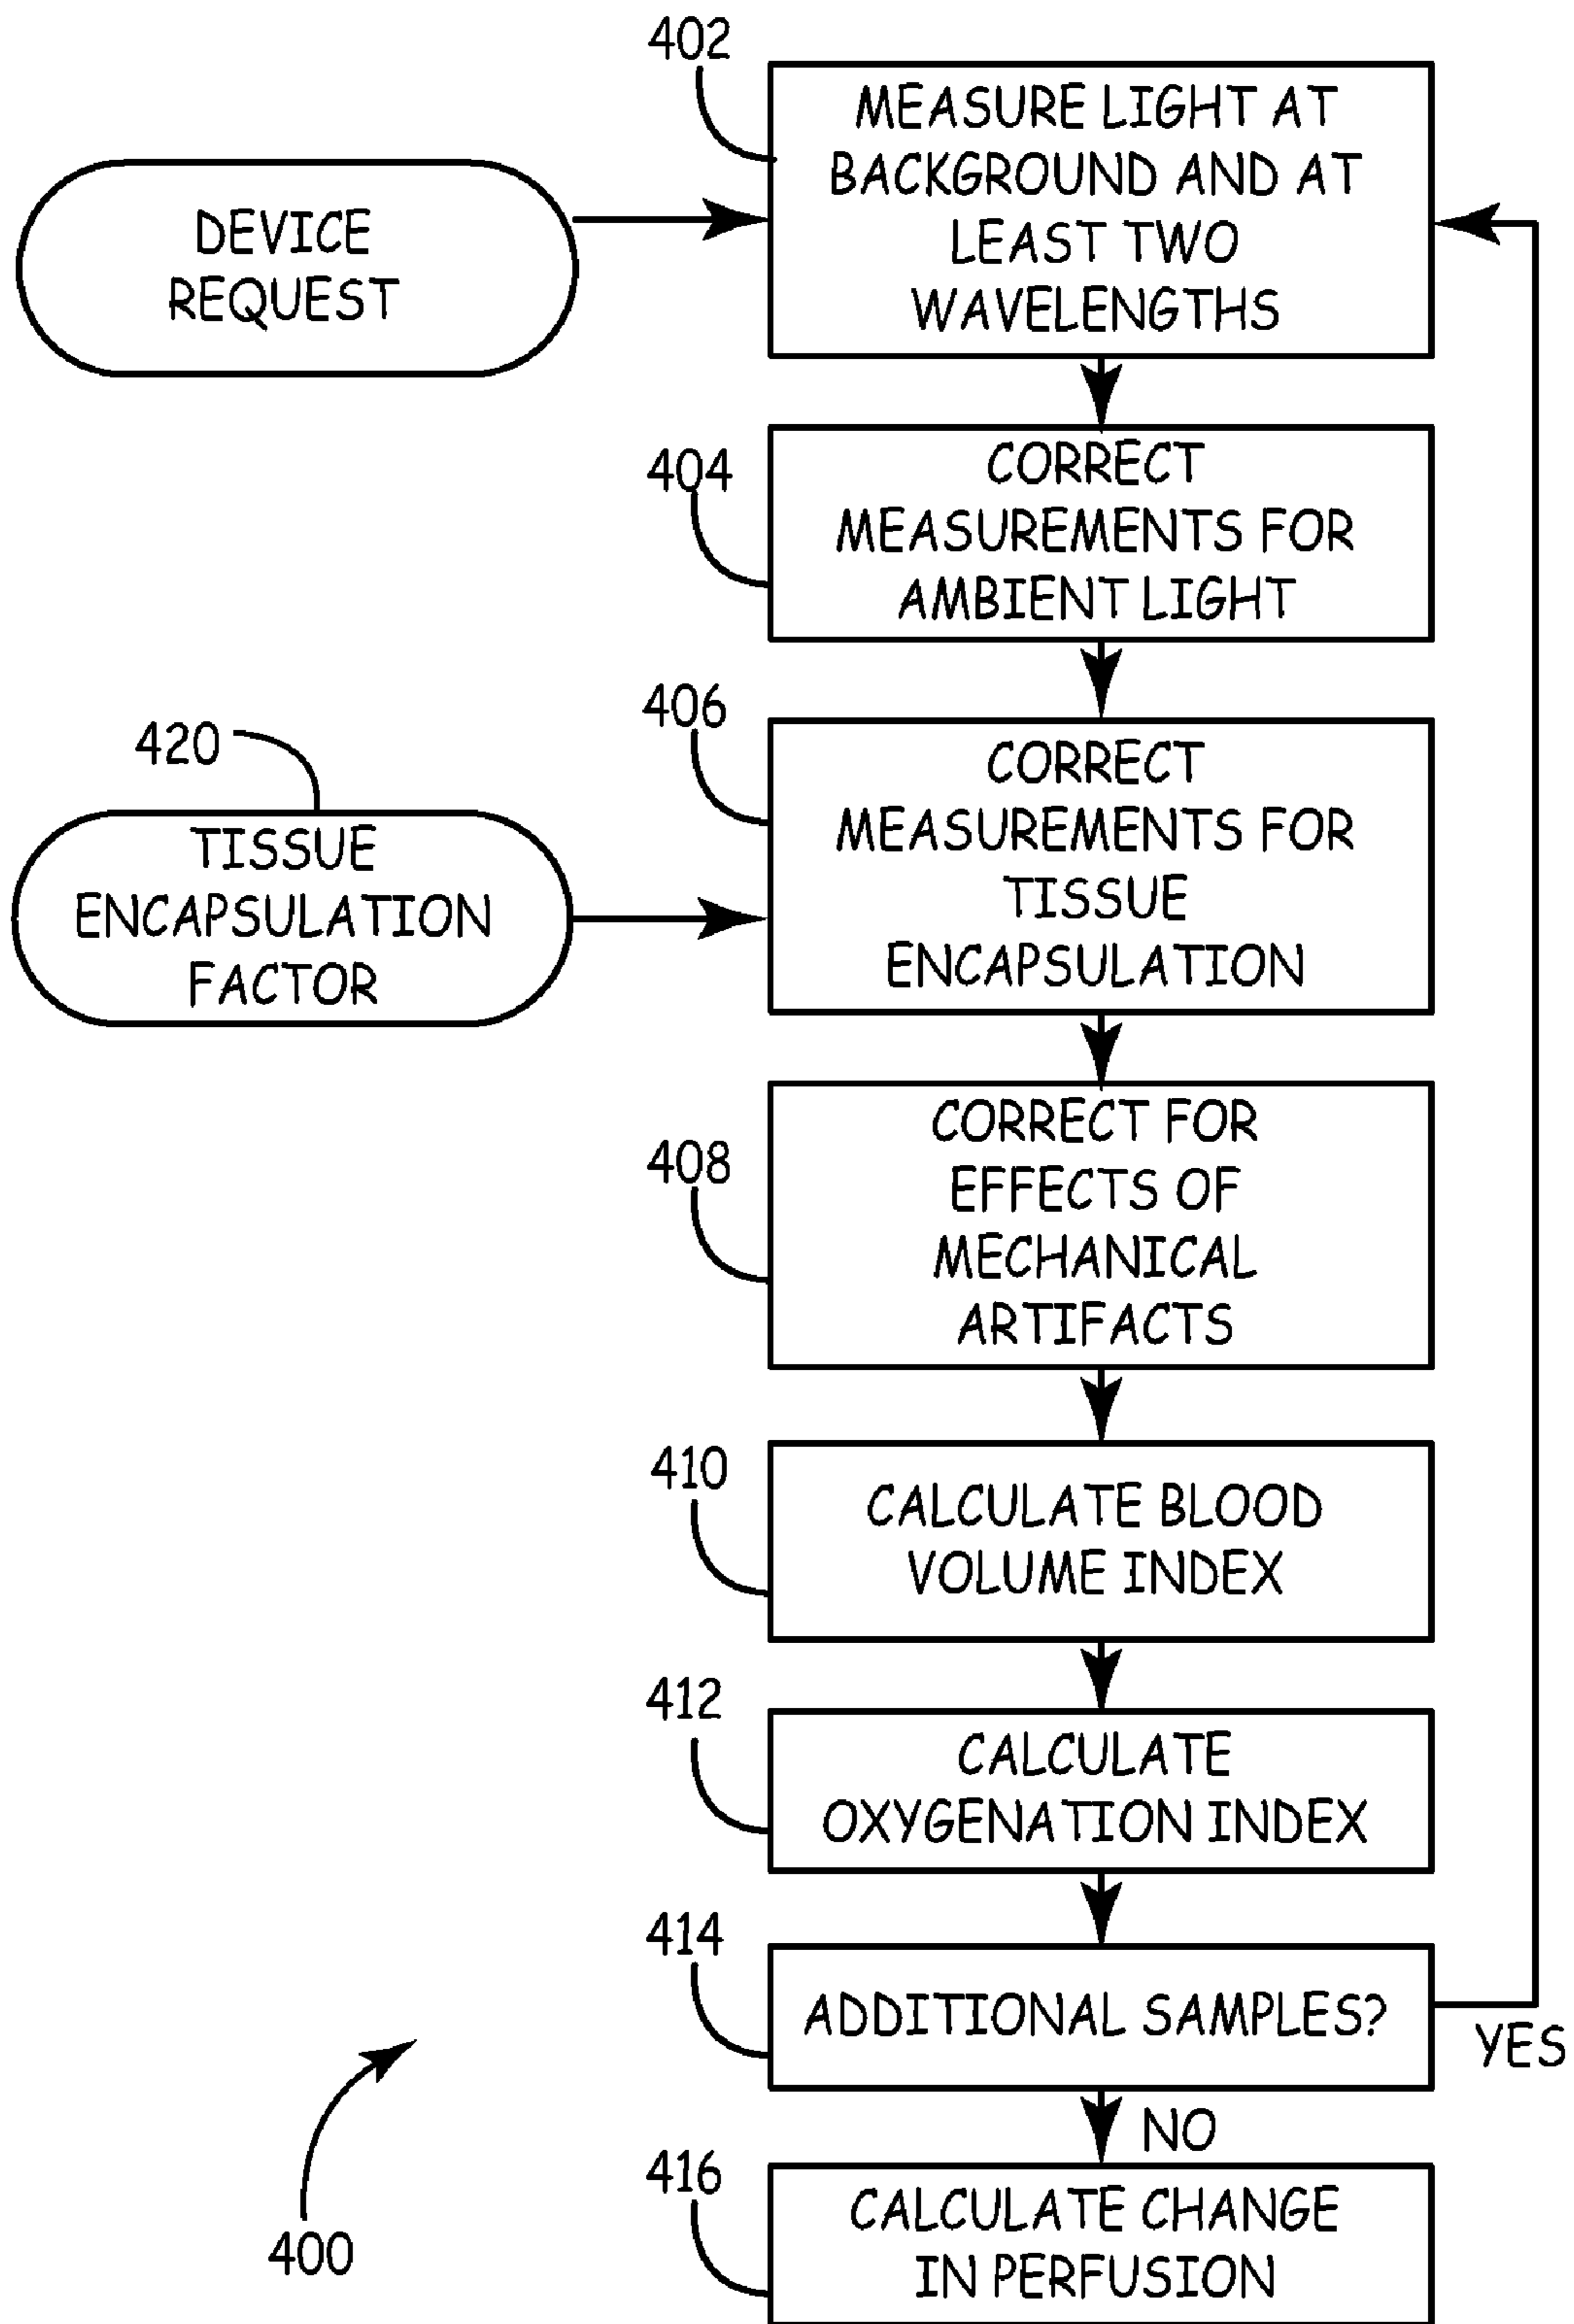 402
MEASURE LIGHT AT
BACKGROUND AND AT
LEAST TWO
WAVELENGTHS
DEVICE
REQUEST
404
CORRECT
MEASUREMENTS FOR
AMBIENT LIGHT
406
CORRECT
MEASUREMENTS FOR
TISSUE
ENCAPSULATION
420
TISSUE
ENCAPSULATION
FACTOR
408
CORRECT FOR
EFFECTS OF
MECHANICAL
ARTIFACTS
410
CALCULATE BLOOD
VOLUME INDEX
412
CALCULATE
OXYGENATION INDEX
414
ADDITIONAL SAMPLES?
YES
NO
416
CALCULATE CHANGE
IN PERFUSION
400